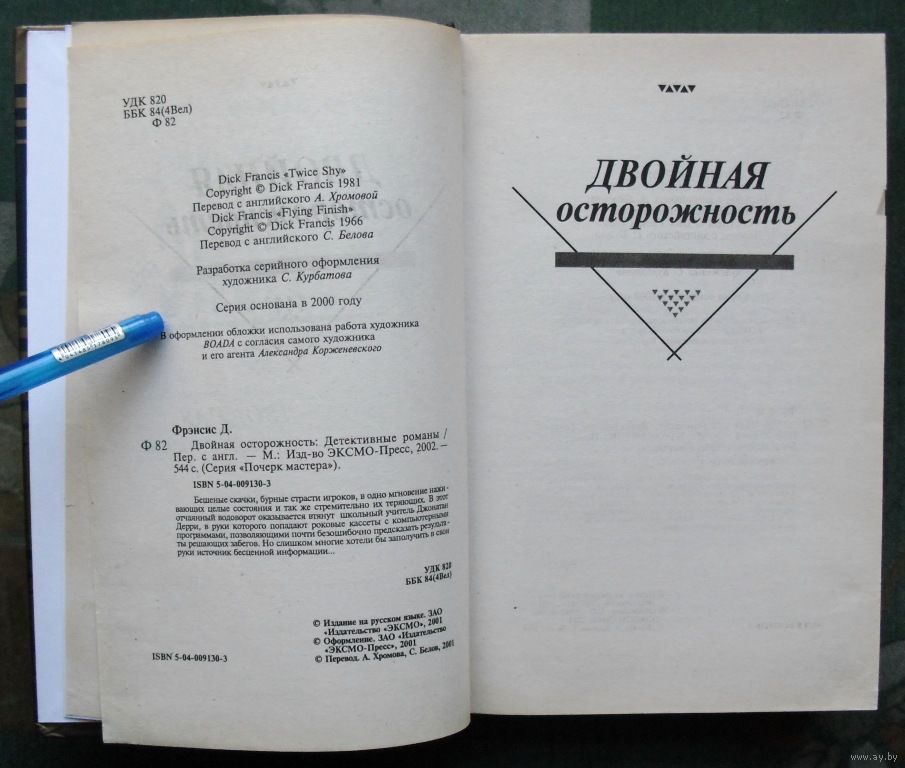 УДК 820
ББК 84(4Вел)
Ф 82
Dick Francis «Twice Shy»
Copyright © Dick Francis 1981
Перевод с английского А. Хромовой
Dick Francis «Flying Finish»
Copyright © Dick Francis 1966
Перевод с английского С. Белова
Разработка серийного оформления
художника С. Курбатова
Серия основана в 2000 году
В оформлении обложки использована работа художника
BOADA с согласия самого художника
и его агента Александра Корженевского
Фрэнсис Д.
Ф 82 Двойная осторожность: Детективные романы /
Пер. с англ. — М.: Изд-во ЭКСМО-Пресс, 2002. —
544 с. (Серия «Почерк мастера»).
ISBN 5-04-009130-3
Бешеные скачки, бурные страсти игроков, в одно мгновение нажи-
вающих целые состояния и так же стремительно их теряющих. В этот
отчаянный водоворот оказывается втянут школьный учитель Джонатан
Дерри, в руки которого попадают роковые кассеты с компьютерными
программами, позволяющими почти безошибочно предсказать результа-
ты решающих забегов. Но слишком многие хотели бы заполучить в свои
руки источник бесценной информации...
УДК 820
ББК 84(4Вел)
© Издание на русском языке. ЗАО
«Издательство «ЭКСМО», 2001
© Оформление. ЗАО «Издательство
«ЭКСМО-Пресс», 2001
ISBN 5-04-009130-3
© Перевод. А. Хромова, С. Белов, 2001
ДВОЙНАЯ
осторожность
www.ay.by